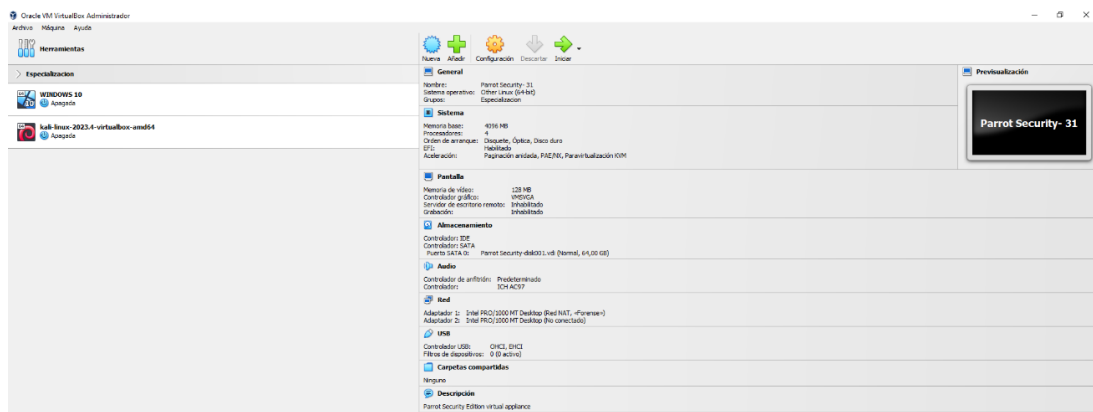 Oracle VM VirtualBox Administrador
Archivo Máquina Ayuda
Herramientas
Especializacion
WINDOWS 10
Apagada
kali-linux-2023.4-virtualbox-amd64
Apagada
Nueva Añadir Configuración Descartar Iniciar
General
Nombre: Parrot Security- 31
Sistema operativo: Other Linux (64-bit)
Grupos: Especializacion
Sistema
Memoria base: 4096 MB
Procesadores: 4
Orden de arranque: Disquete, Óptica, Disco duro
EFI: Habilitado
Aceleración: Paginación anidada, PAE/NX, Paravirtualización KVM
Pantalla
Memoria de vídeo: 128 MB
Controlador gráfico: VMSVGA
Servidor de escritorio remoto: Inhabilitado
Grabación: Inhabilitado
Almacenamiento
Controlador: IDE
Controlador: SATA
Puerto SATA 0: Parrot Security-disk001.vdi (Normal, 64,00 GB)
Audio
Controlador de anfitrión: Predeterminado
Controlador: ICH AC97
Red
Adaptador 1: Intel PRO/1000 MT Desktop (Red NAT, «Forense»)
Adaptador 2: Intel PRO/1000 MT Desktop (No conectado)
USB
Controlador USB: OHCI, EHCI
Filtros de dispositivos: 0 (0 activo)
Carpetas compartidas
Ninguno
Descripción
Parrot Security Edition virtual appliance
Previsualización
Parrot Security- 31